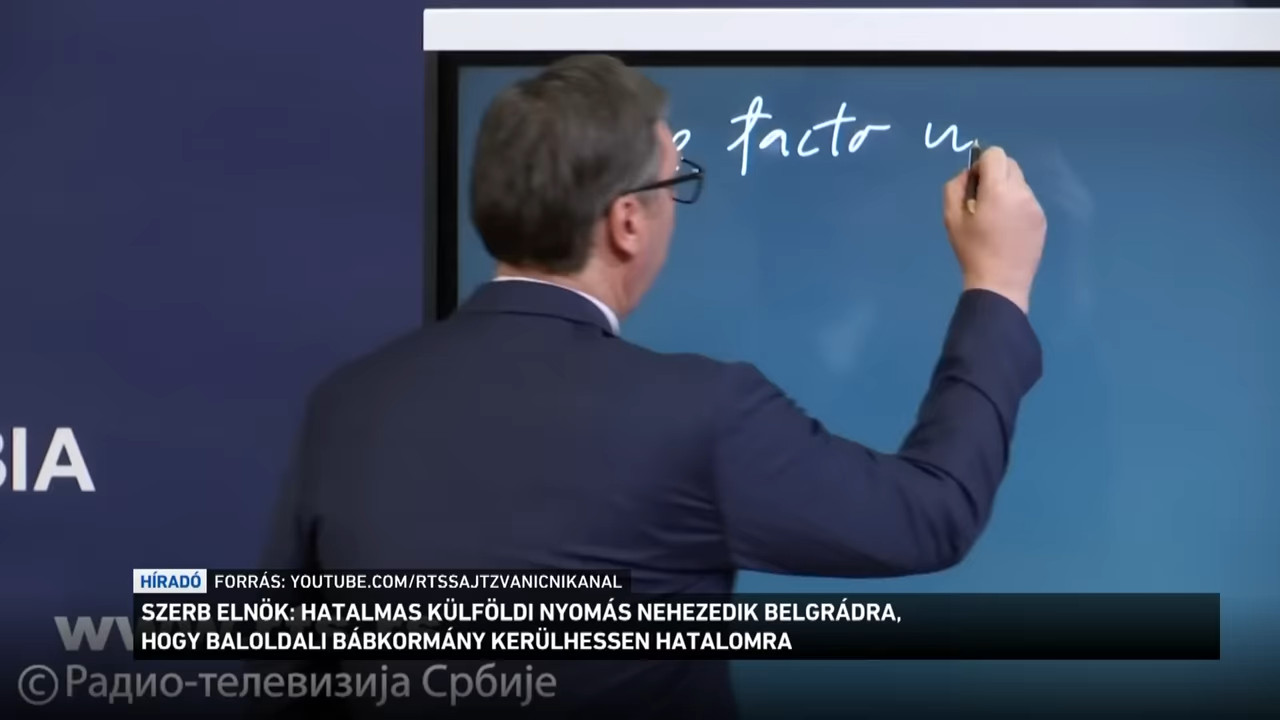 facto
BIA
HÍRADÓ FORRÁS: YOUTUBE.COM/RTSSAJTZVANICNIKANAL
SZERB ELNÖK: HATALMAS KÜLFÖLDI NYOMÁS NEHEZEDIK BELGRÁDRA,
HOGY BALOLDALI BÁBKORMÁNY KERÜLHESSEN HATALOMRA
©Радио-телевизија Србије